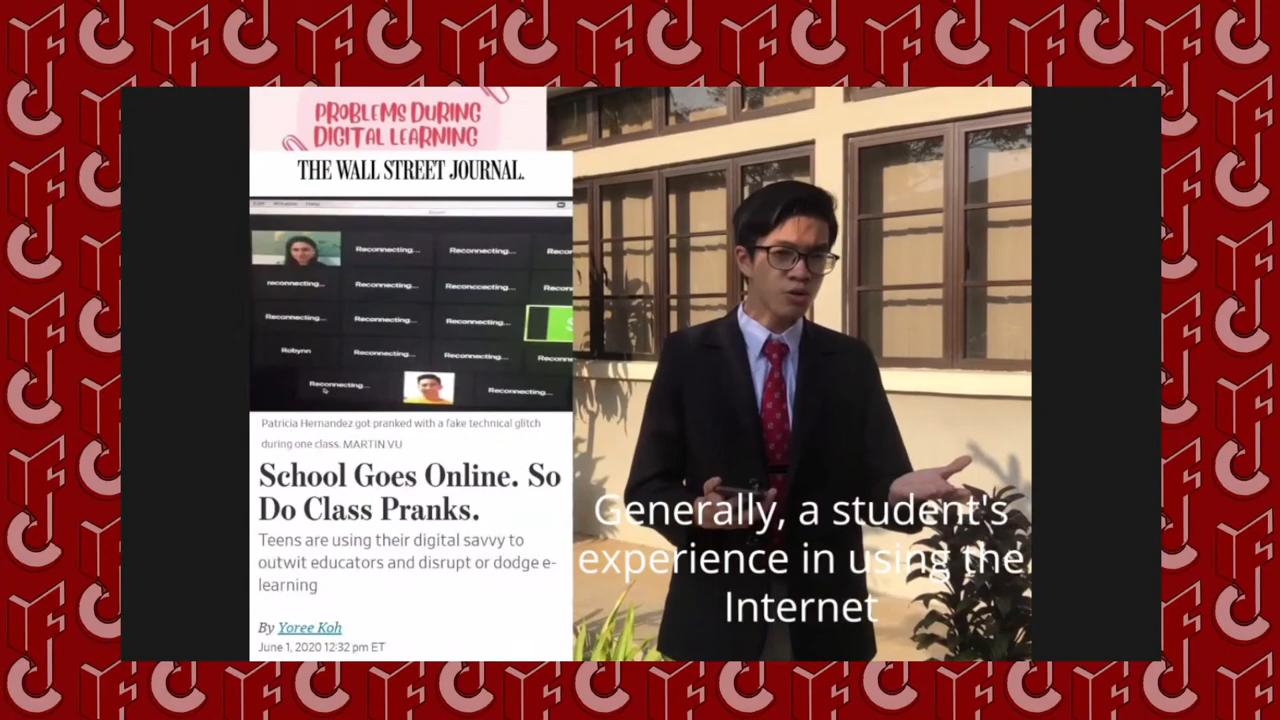 PROBLEMS DURING
DIGITAL LEARNING
THE WALL STREET JOURNAL.
Reconnecting...
Reconnecting...
reconnecting...
Reconnecting...
Reconnecting...
Reconnecting...
Reconnecting...
Robynn
Reconnecting...
Reconnecting...
Reconnecting...
Reconnecting...
Patricia Hernandez got pranked with a fake technical glitch
during one class. MARTIN VU
School Goes Online. So
Do Class Pranks.
Teens are using their digital savvy to
outwit educators and disrupt or dodge e-
learning
By Yoree Koh
June 1, 2020 12:32 pm ET
Generally, a student's
experience in using the
Internet